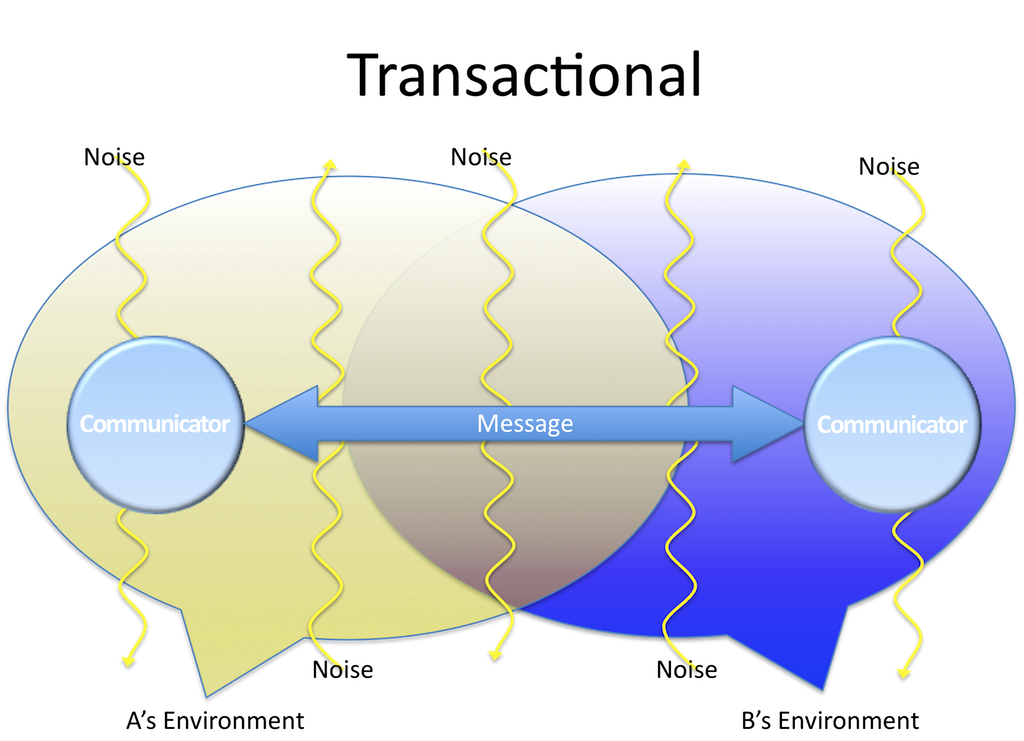 Transactional
Noise
Noise
Noise
Communicator
Message
Communicator
Noise
Noise
A’s Environment
B’s Environment